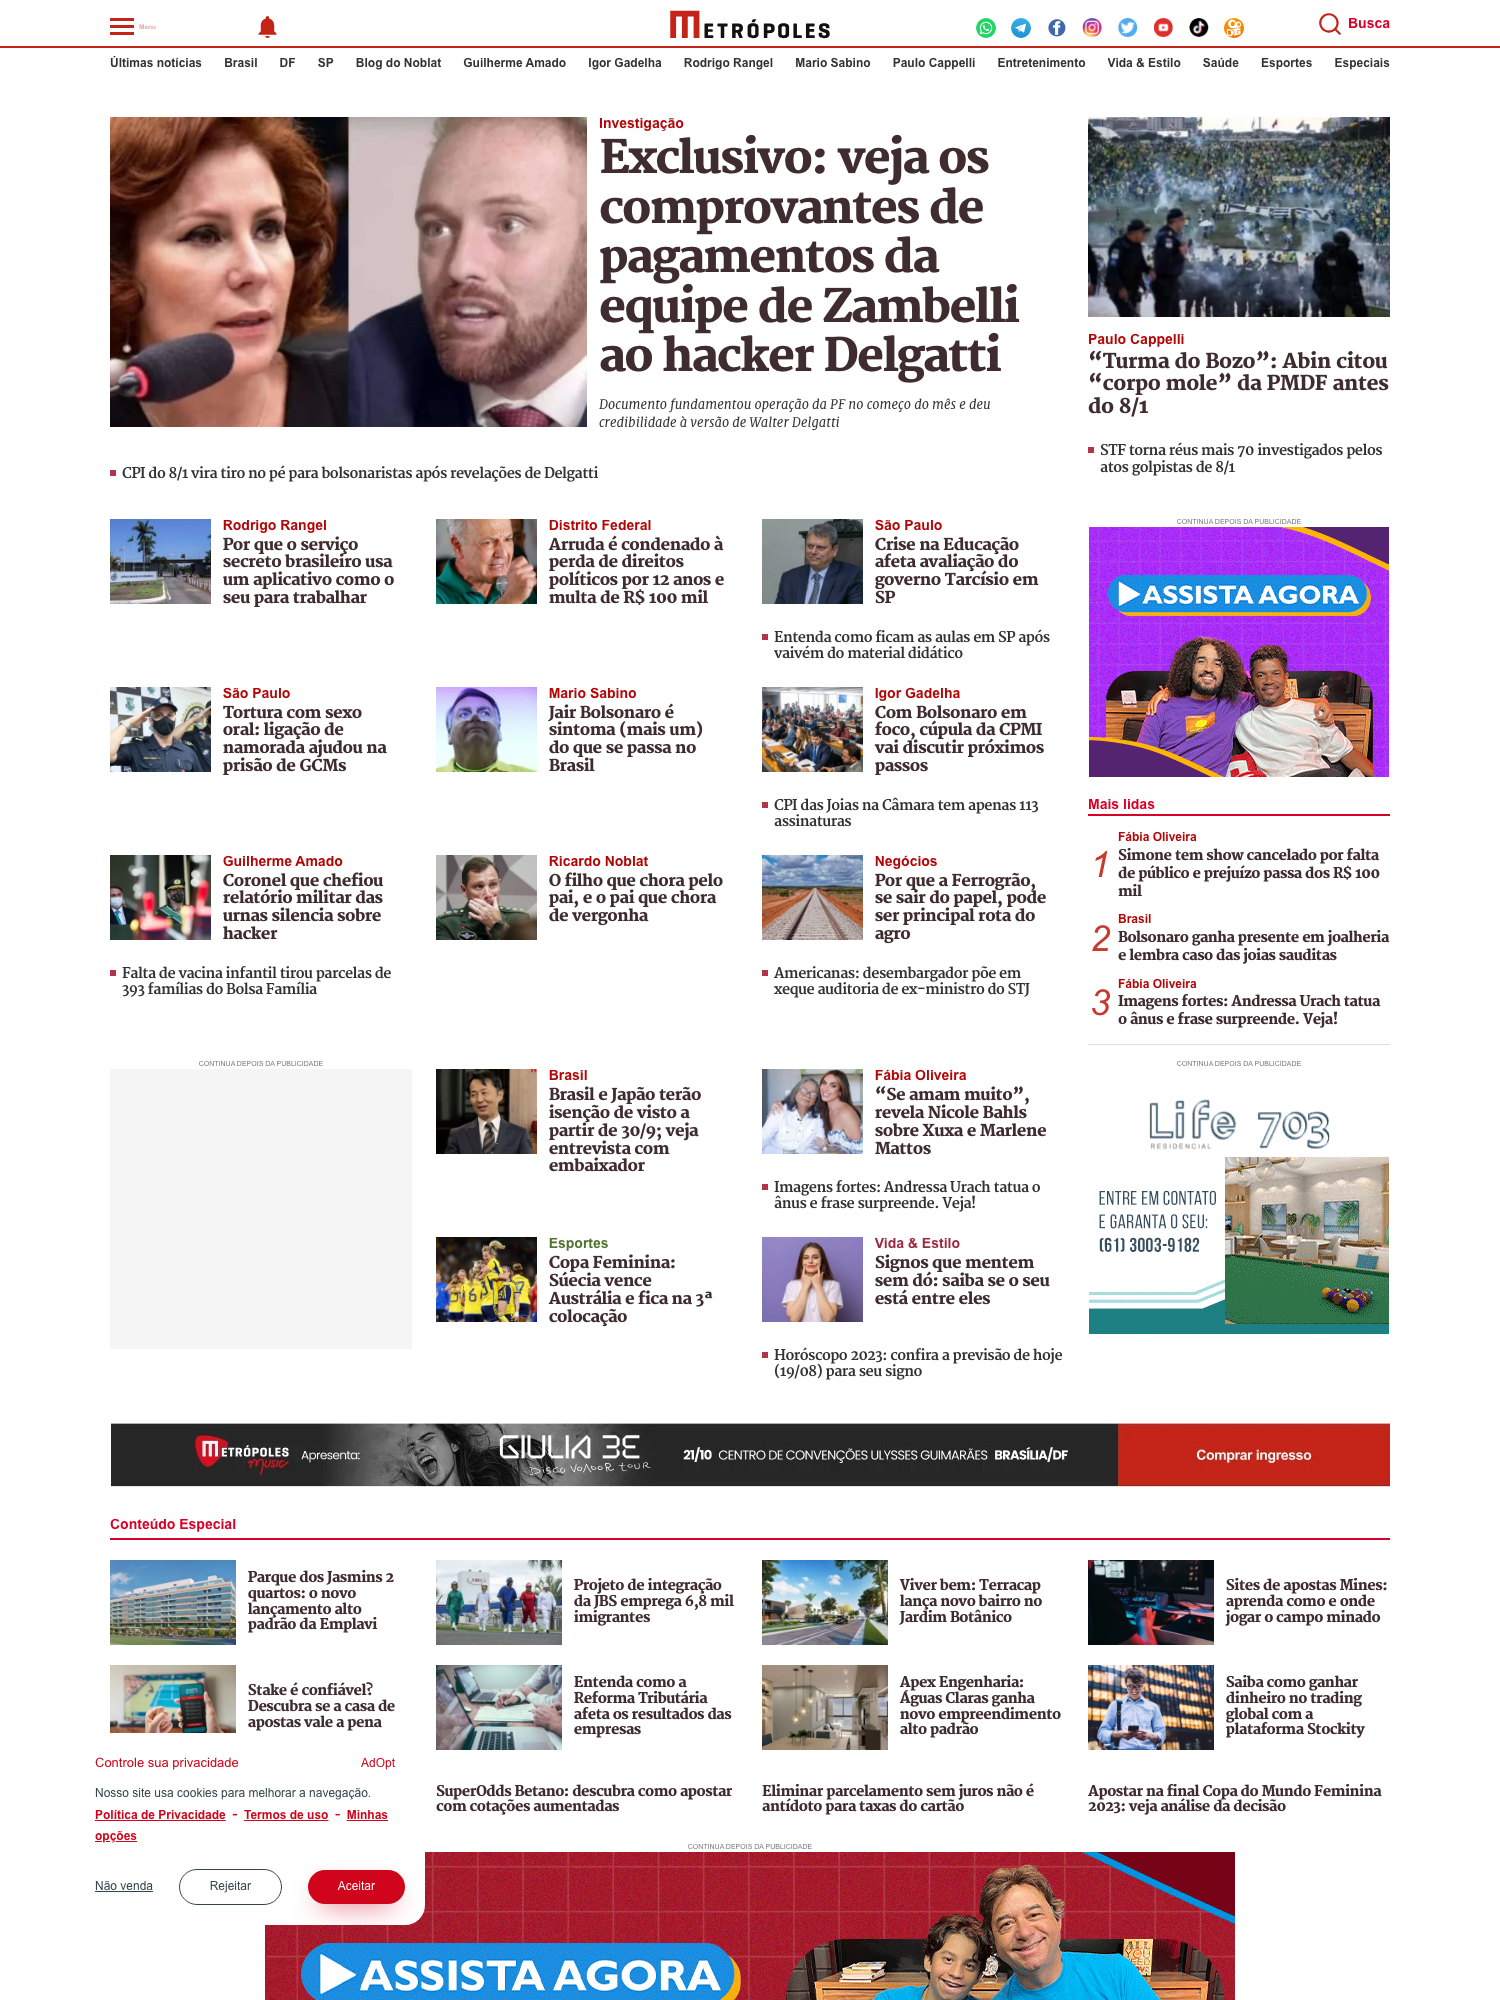 Menu
METRÓPOLES
Busca
Últimas notícias Brasil DF SP Blog do Noblat Guilherme Amado Igor Gadelha Rodrigo Rangel Mario Sabino Paulo Cappelli Entretenimento Vida & Estilo Saúde Esportes Especiais
Investigação
Exclusivo: veja os
comprovantes de
pagamentos da
equipe de Zambelli
ao hacker Delgatti
Documento fundamentou operação da PF no começo do mês e deu
credibilidade à versão de Walter Delgatti
CPI do 8/1 vira tiro no pé para bolsonaristas após revelações de Delgatti
Paulo Cappelli
“Turma do Bozo”: Abin citou
“corpo mole” da PMDF antes
do 8/1
STF torna réus mais 70 investigados pelos
atos golpistas de 8/1
Rodrigo Rangel
Por que o serviço
secreto brasileiro usa
um aplicativo como o
seu para trabalhar
Distrito Federal
Arruda é condenado à
perda de direitos
políticos por 12 anos e
multa de R$ 100 mil
São Paulo
Crise na Educação
afeta avaliação do
governo Tarcísio em
SP
Entenda como ficam as aulas em SP após
vaivém do material didático
CONTINUA DEPOIS DA PUBLICIDADE
ASSISTA AGORA
São Paulo
Tortura com sexo
oral: ligação de
namorada ajudou na
prisão de GCMs
Mario Sabino
Jair Bolsonaro é
sintoma (mais um)
do que se passa no
Brasil
Igor Gadelha
Com Bolsonaro em
foco, cúpula da CPMI
vai discutir próximos
passos
CPI das Joias na Câmara tem apenas 113
assinaturas
Guilherme Amado
Coronel que chefiou
relatório militar das
urnas silencia sobre
hacker
Falta de vacina infantil tirou parcelas de
393 famílias do Bolsa Família
Ricardo Noblat
O filho que chora pelo
pai, e o pai que chora
de vergonha
Negócios
Por que a Ferrogrão,
se sair do papel, pode
ser principal rota do
agro
Americanas: desembargador põe em
xeque auditoria de ex-ministro do STJ
Mais lidas
1
Fábia Oliveira
Simone tem show cancelado por falta
de público e prejuízo passa dos R$ 100
mil
2
Brasil
Bolsonaro ganha presente em joalheria
e lembra caso das joias sauditas
3
Fábia Oliveira
Imagens fortes: Andressa Urach tatua
o ânus e frase surpreende. Veja!
CONTINUA DEPOIS DA PUBLICIDADE
Brasil
Brasil e Japão terão
isenção de visto a
partir de 30/9; veja
entrevista com
embaixador
Fábia Oliveira
“Se amam muito”,
revela Nicole Bahls
sobre Xuxa e Marlene
Mattos
Imagens fortes: Andressa Urach tatua o
ânus e frase surpreende. Veja!
Esportes
Copa Feminina:
Súecia vence
Austrália e fica na 3ª
colocação
Vida & Estilo
Signos que mentem
sem dó: saiba se o seu
está entre eles
Horóscopo 2023: confira a previsão de hoje
(19/08) para seu signo
CONTINUA DEPOIS DA PUBLICIDADE
Life 703
RESIDENCIAL
ENTRE EM CONTATO
E GARANTA O SEU:
(61) 3003-9182
METRÓPOLES
Music
Apresenta:
GIULIA BE
DISCO VOADOR TOUR
21/10 CENTRO DE CONVENÇÕES ULYSSES GUIMARÃES BRASÍLIA/DF
Comprar ingresso
Conteúdo Especial
Parque dos Jasmins 2
quartos: o novo
lançamento alto
padrão da Emplavi
Projeto de integração
da JBS emprega 6,8 mil
imigrantes
Viver bem: Terracap
lança novo bairro no
Jardim Botânico
Sites de apostas Mines:
aprenda como e onde
jogar o campo minado
Stake é confiável?
Descubra se a casa de
apostas vale a pena
Entenda como a
Reforma Tributária
afeta os resultados das
empresas
Apex Engenharia:
Águas Claras ganha
novo empreendimento
alto padrão
Saiba como ganhar
dinheiro no trading
global com a
plataforma Stockity
SuperOdds Betano: descubra como apostar
com cotações aumentadas
Eliminar parcelamento sem juros não é
antídoto para taxas do cartão
Apostar na final Copa do Mundo Feminina
2023: veja análise da decisão
Controle sua privacidade AdOpt
Nosso site usa cookies para melhorar a navegação.
Política de Privacidade - Termos de uso - Minhas
opções
Não venda Rejeitar Aceitar
CONTINUA DEPOIS DA PUBLICIDADE
ASSISTA AGORA